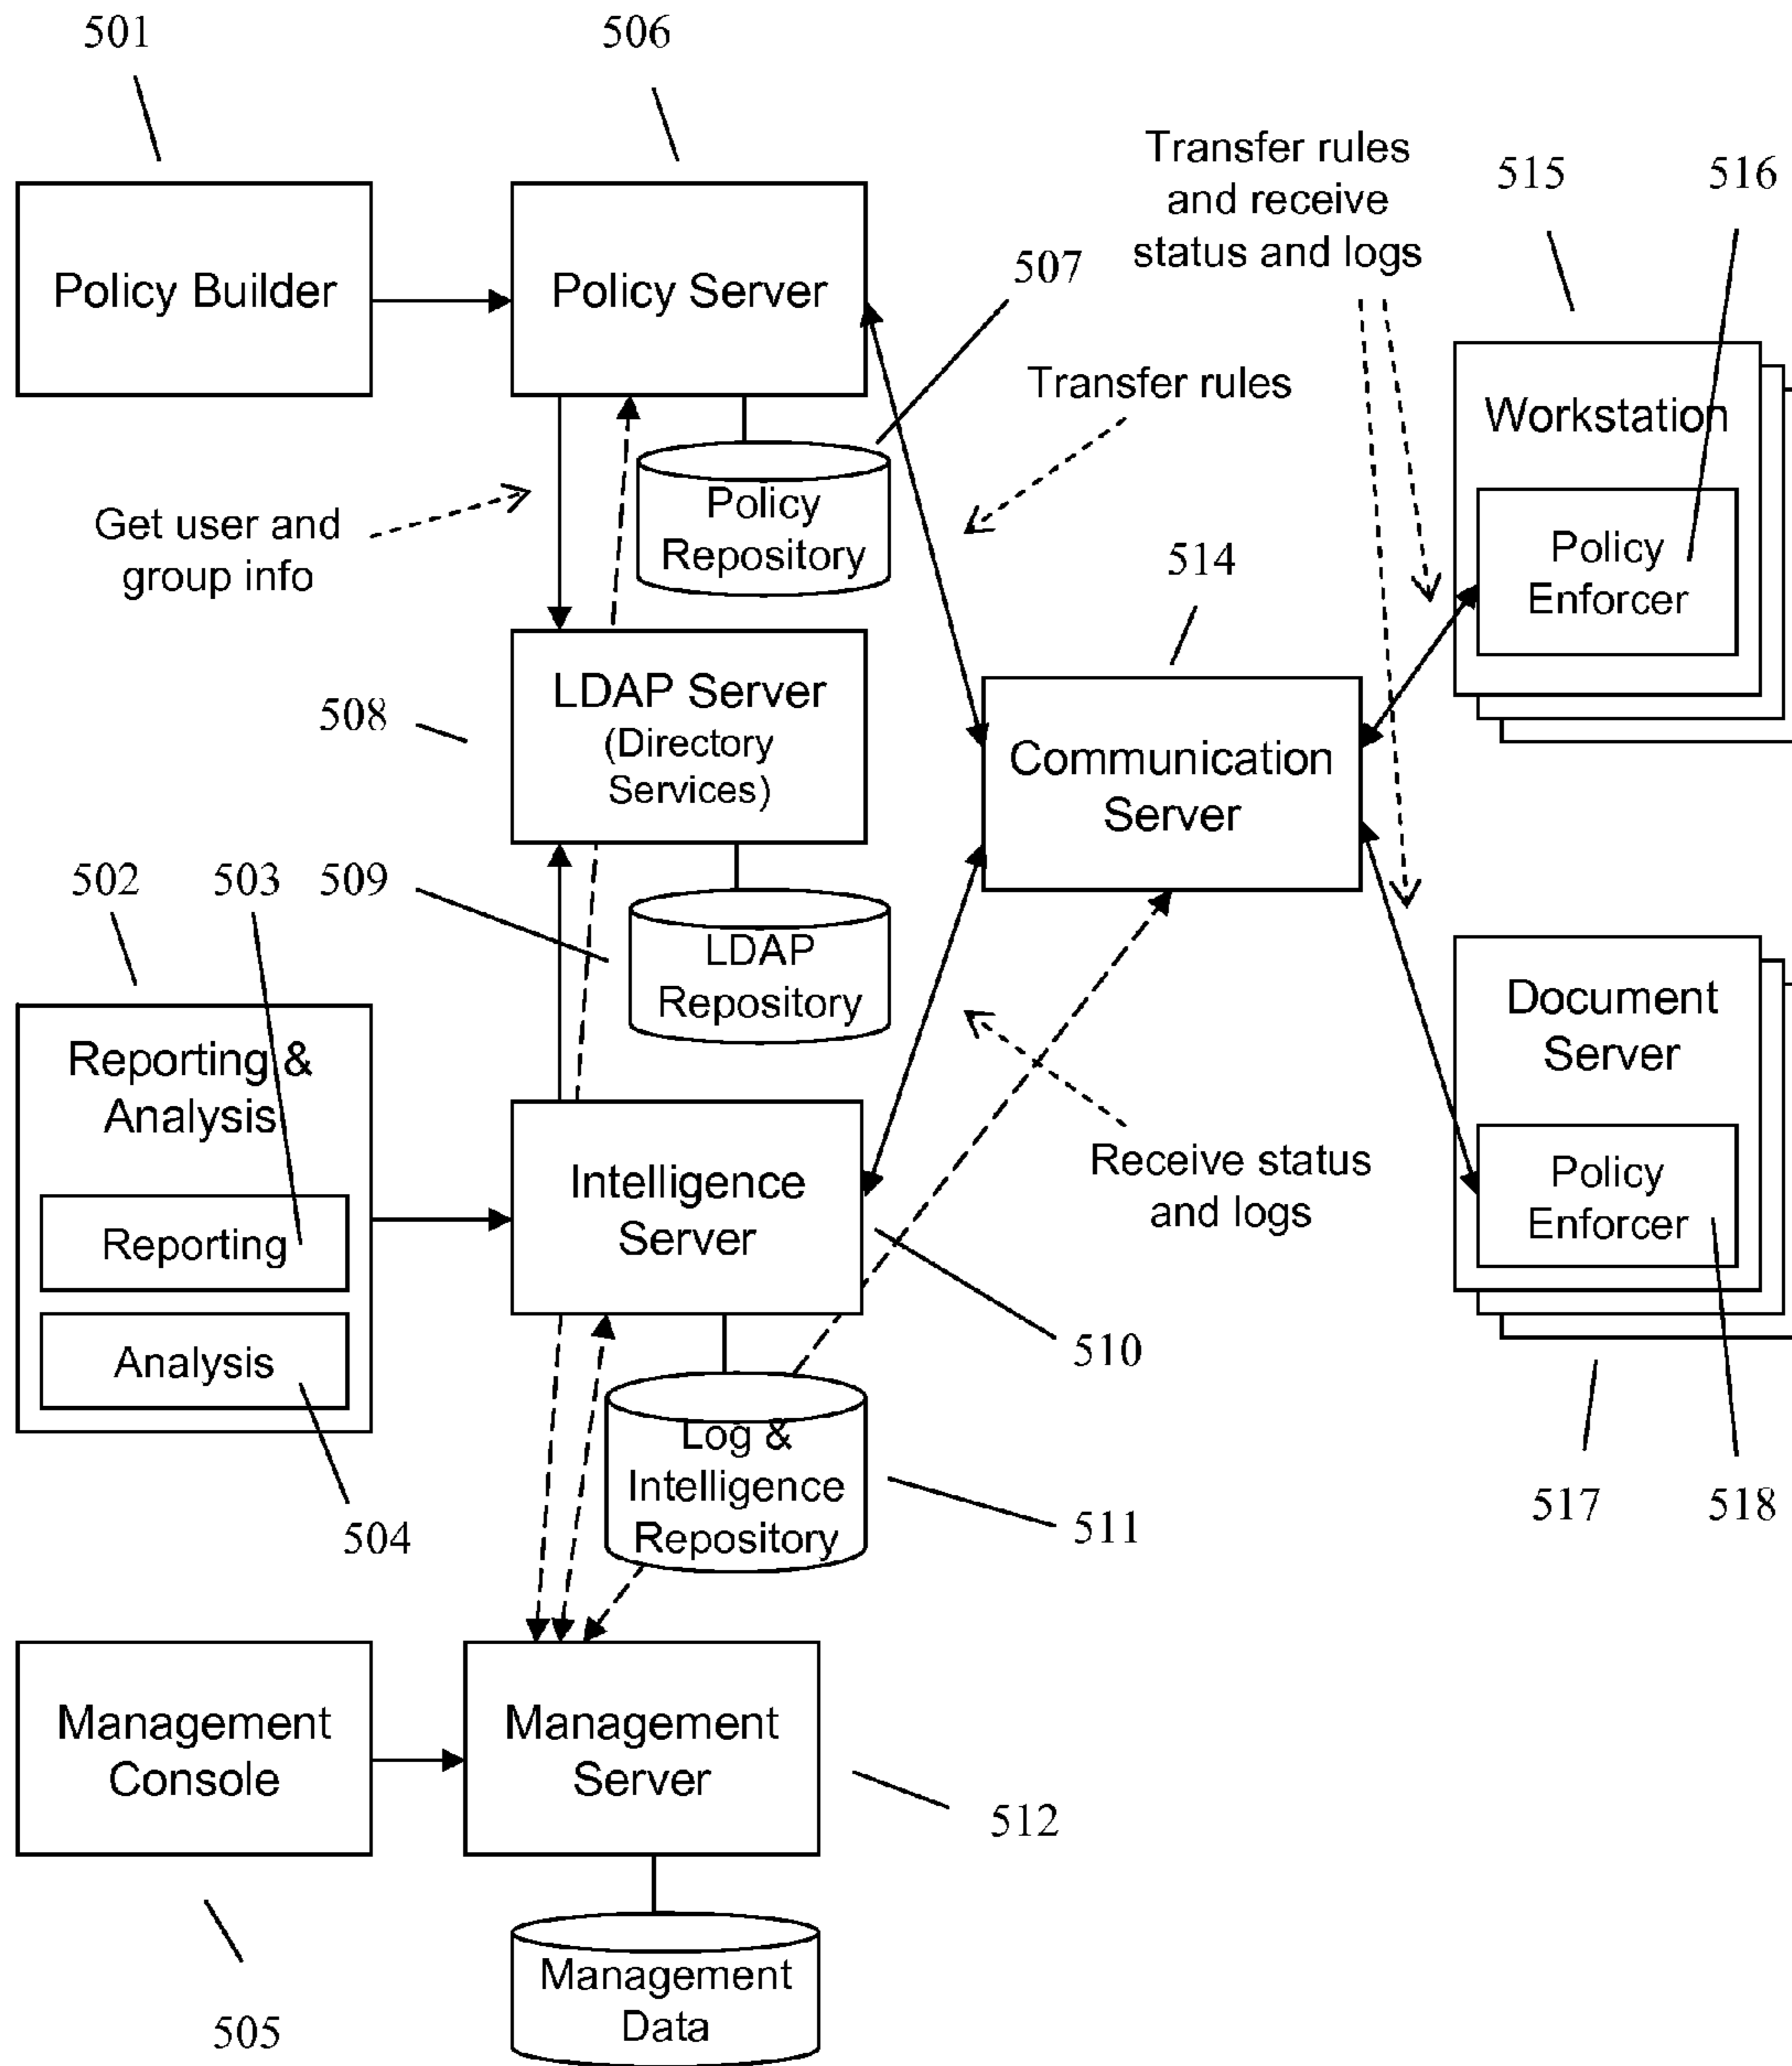 501
506
Transfer rules
and receive
status and logs
515
516
507
Policy Builder
Policy Server
Transfer rules
Workstation
Policy
Repository
Get user and
group info
Policy
Enforcer
514
LDAP Server
(Directory
Services)
508
Communication
Server
502
503
509
LDAP
Repository
Document
Server
Reporting &
Analysis
Receive status
and logs
Intelligence
Server
Policy
Enforcer
Reporting
Analysis
510
Log &
Intelligence
Repository
504
511
517
518
Management
Console
Management
Server
512
505
Management
Data